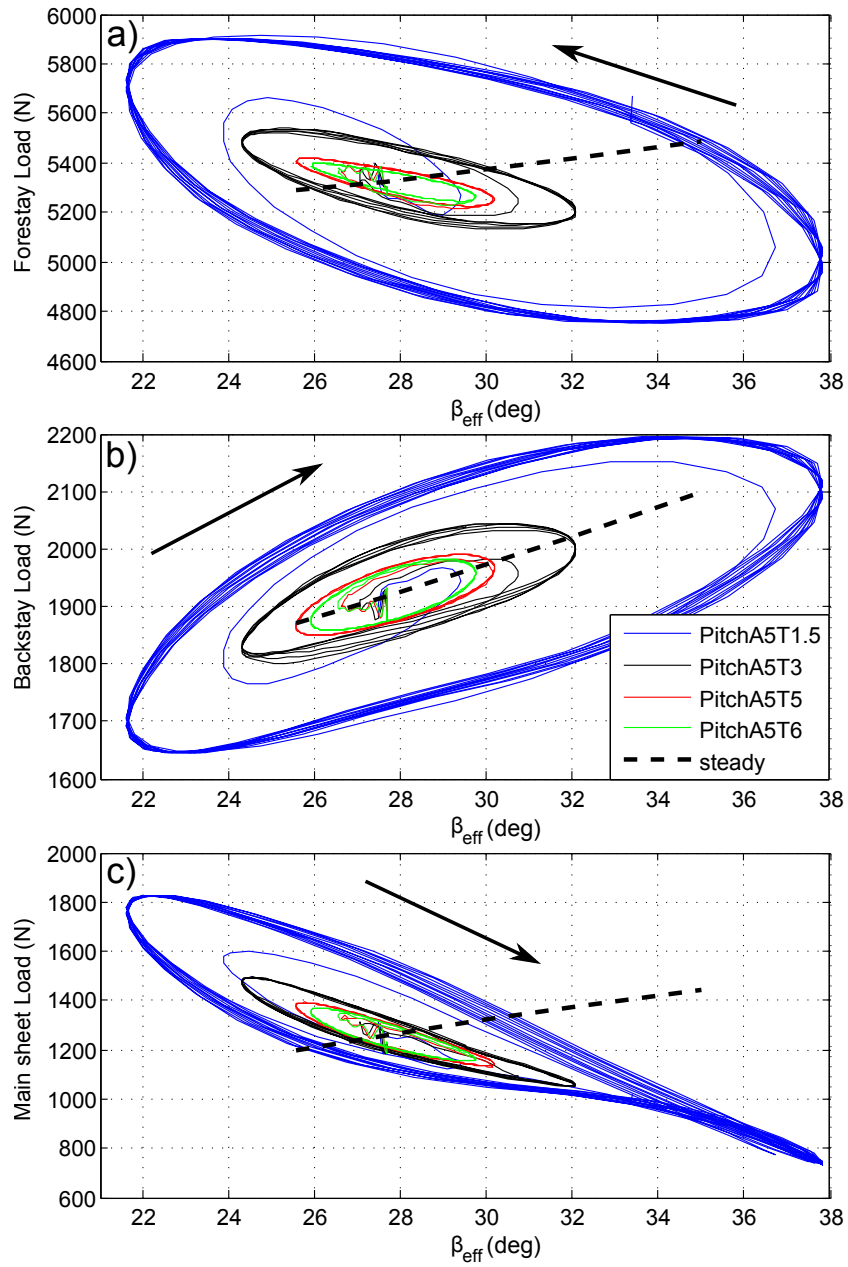 a)
6000
5800
5600
5400
5200
5000
4800
4600
Forestay Load (N)
22 24 26 28 30 32 34 36 38
βeff (deg)
b)
2200
2100
2000
1900
1800
1700
1600
Backstay Load (N)
PitchA5T1.5
PitchA5T3
PitchA5T5
PitchA5T6
steady
22 24 26 28 30 32 34 36 38
βeff (deg)
c)
2000
1800
1600
1400
1200
1000
800
600
Main sheet Load (N)
22 24 26 28 30 32 34 36 38
βeff (deg)